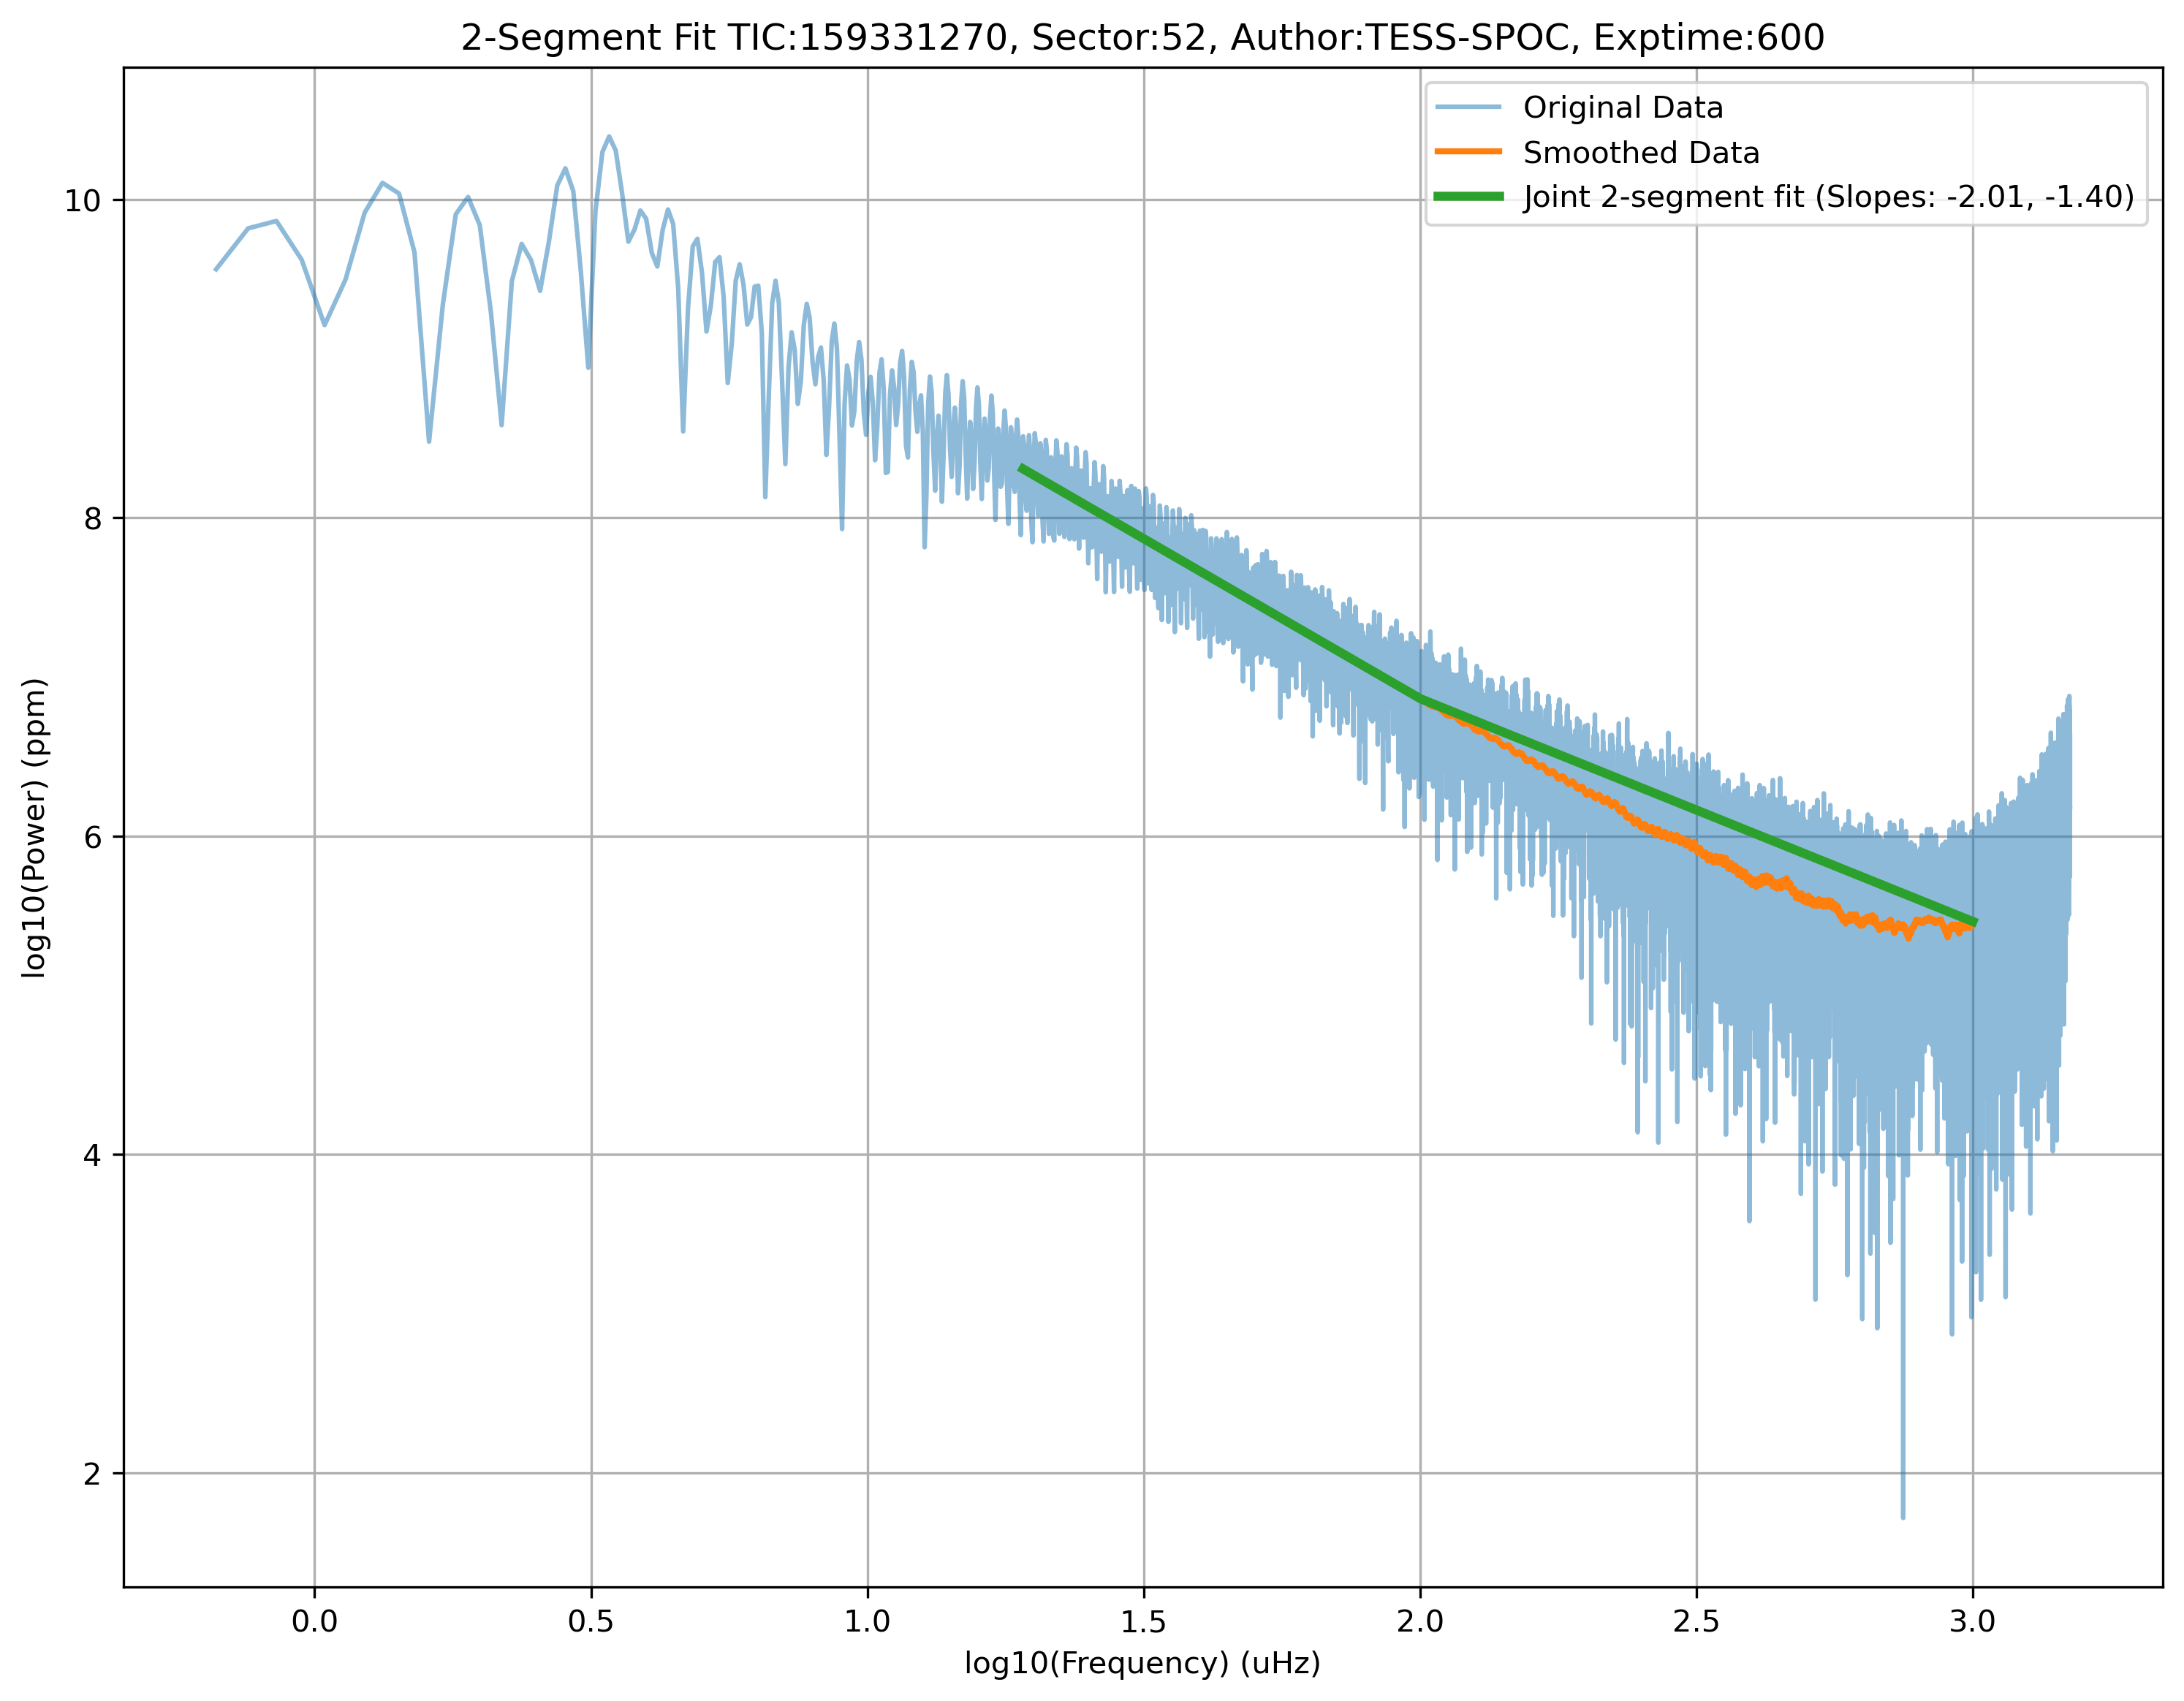 2-Segment Fit TIC:159331270, Sector:52, Author:TESS-SPOC, Exptime:600
Original Data
Smoothed Data
Joint 2-segment fit (Slopes: -2.01, -1.40)
log10(Power) (ppm)
10
8
6
4
2
0.0 0.5 1.0 1.5 2.0 2.5 3.0
log10(Frequency) (uHz)